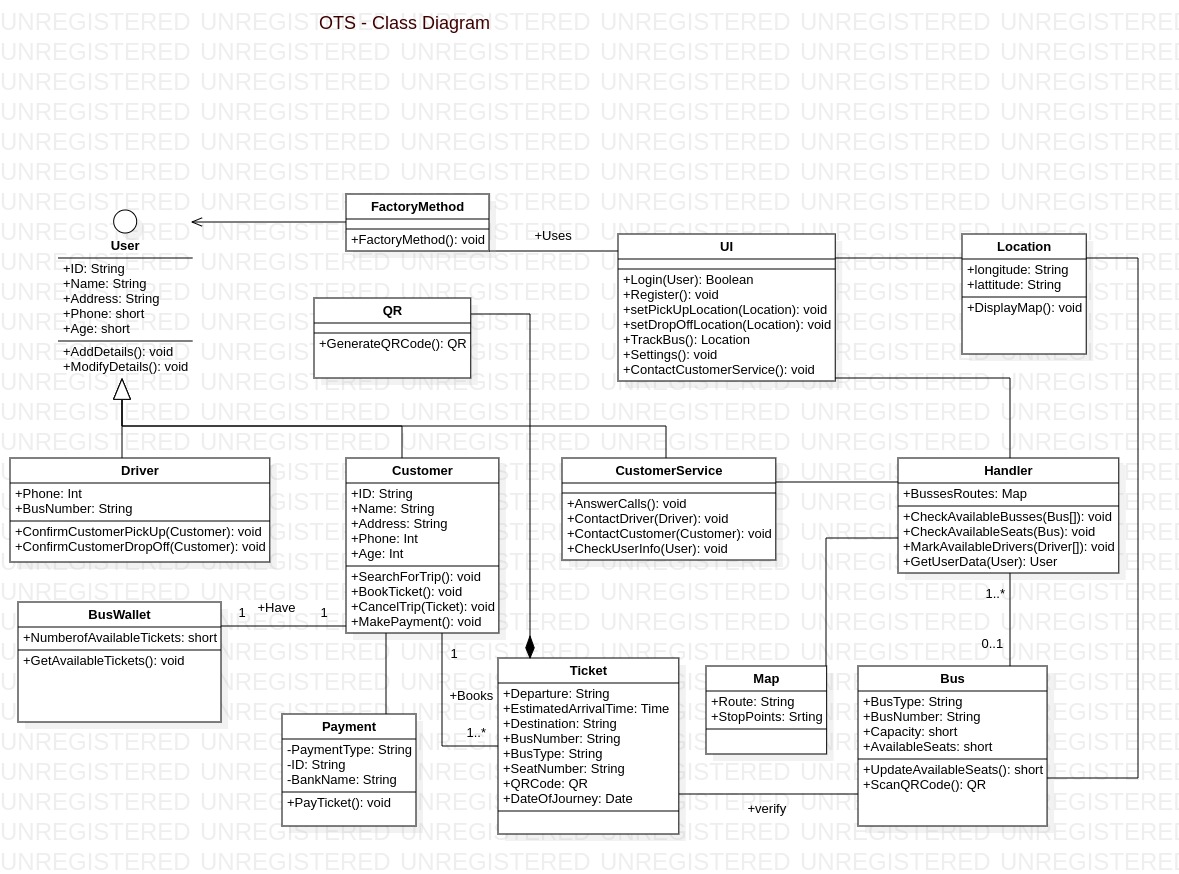 OTS - Class Diagram
User
+ID: String
+Name: String
+Address: String
+Phone: short
+Age: short
+AddDetails(): void
+ModifyDetails(): void
FactoryMethod
+FactoryMethod(): void
+Uses
UI
+Login(User): Boolean
+Register(): void
+setPickUpLocation(Location): void
+setDropOffLocation(Location): void
+TrackBus(): Location
+Settings(): void
+ContactCustomerService(): void
Location
+longitude: String
+lattitude: String
+DisplayMap(): void
QR
+GenerateQRCode(): QR
Driver
+Phone: Int
+BusNumber: String
+ConfirmCustomerPickUp(Customer): void
+ConfirmCustomerDropOff(Customer): void
Customer
+ID: String
+Name: String
+Address: String
+Phone: Int
+Age: Int
+SearchForTrip(): void
+BookTicket(): void
+CancelTrip(Ticket): void
+MakePayment(): void
CustomerService
+AnswerCalls(): void
+ContactDriver(Driver): void
+ContactCustomer(Customer): void
+CheckUserInfo(User): void
Handler
+BussesRoutes: Map
+CheckAvailableBusses(Bus[]): void
+CheckAvailableSeats(Bus): void
+MarkAvailableDrivers(Driver[]): void
+GetUserData(User): User
1..*
0..1
BusWallet
+NumberofAvailableTickets: short
+GetAvailableTickets(): void
1
+Have
1
Payment
-PaymentType: String
-ID: String
-BankName: String
+PayTicket(): void
1
+Books
1..*
Ticket
+Departure: String
+EstimatedArrivalTime: Time
+Destination: String
+BusNumber: String
+BusType: String
+SeatNumber: String
+QRCode: QR
+DateOfJourney: Date
+verify
Map
+Route: String
+StopPoints: Srting
Bus
+BusType: String
+BusNumber: String
+Capacity: short
+AvailableSeats: short
+UpdateAvailableSeats(): short
+ScanQRCode(): QR
UNREGISTERED